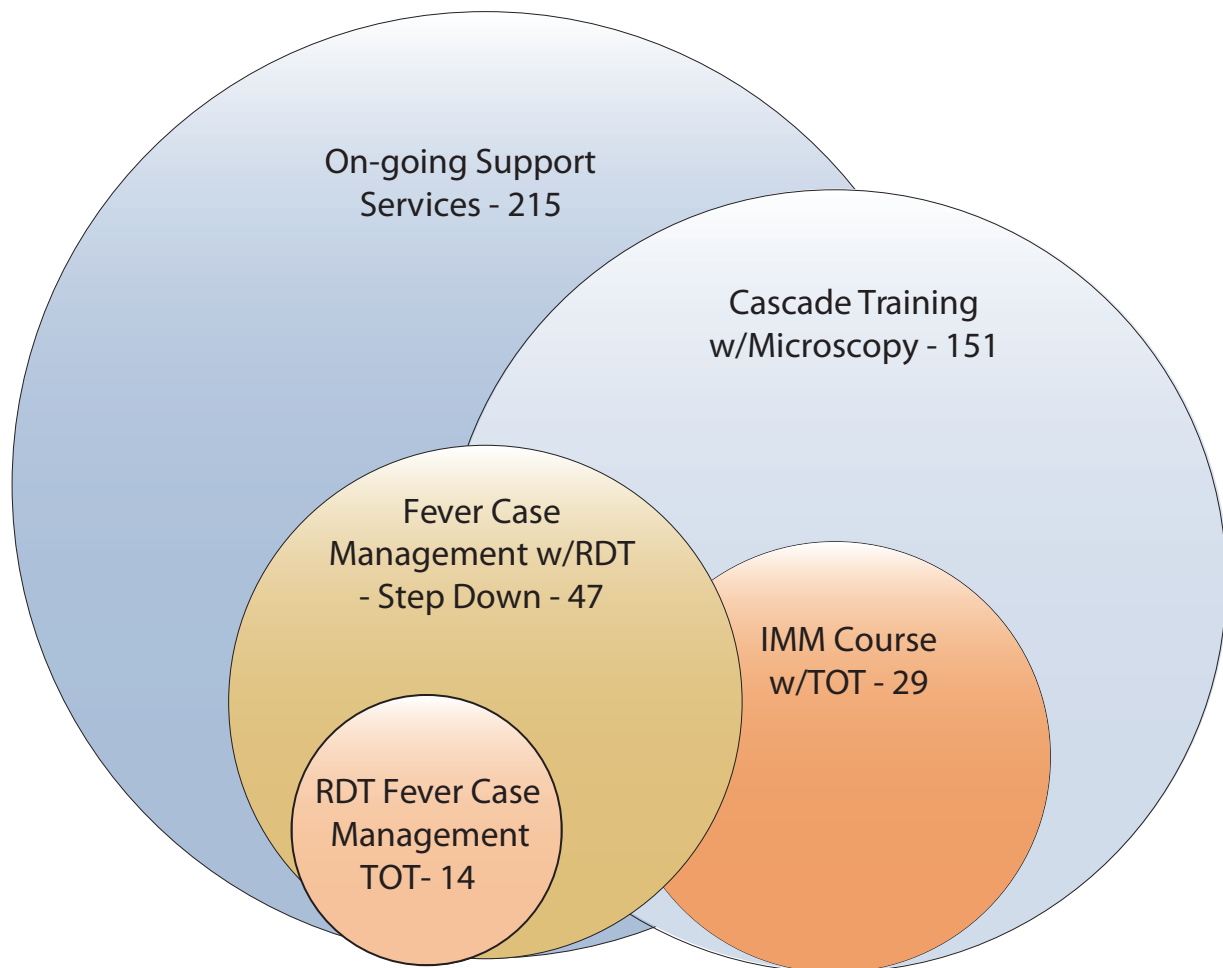 On-going Support
Services - 215
Cascade Training
w/Microscopy - 151
Fever Case
Management w/RDT
- Step Down - 47
IMM Course
w/TOT - 29
RDT Fever Case
Management
TOT- 14